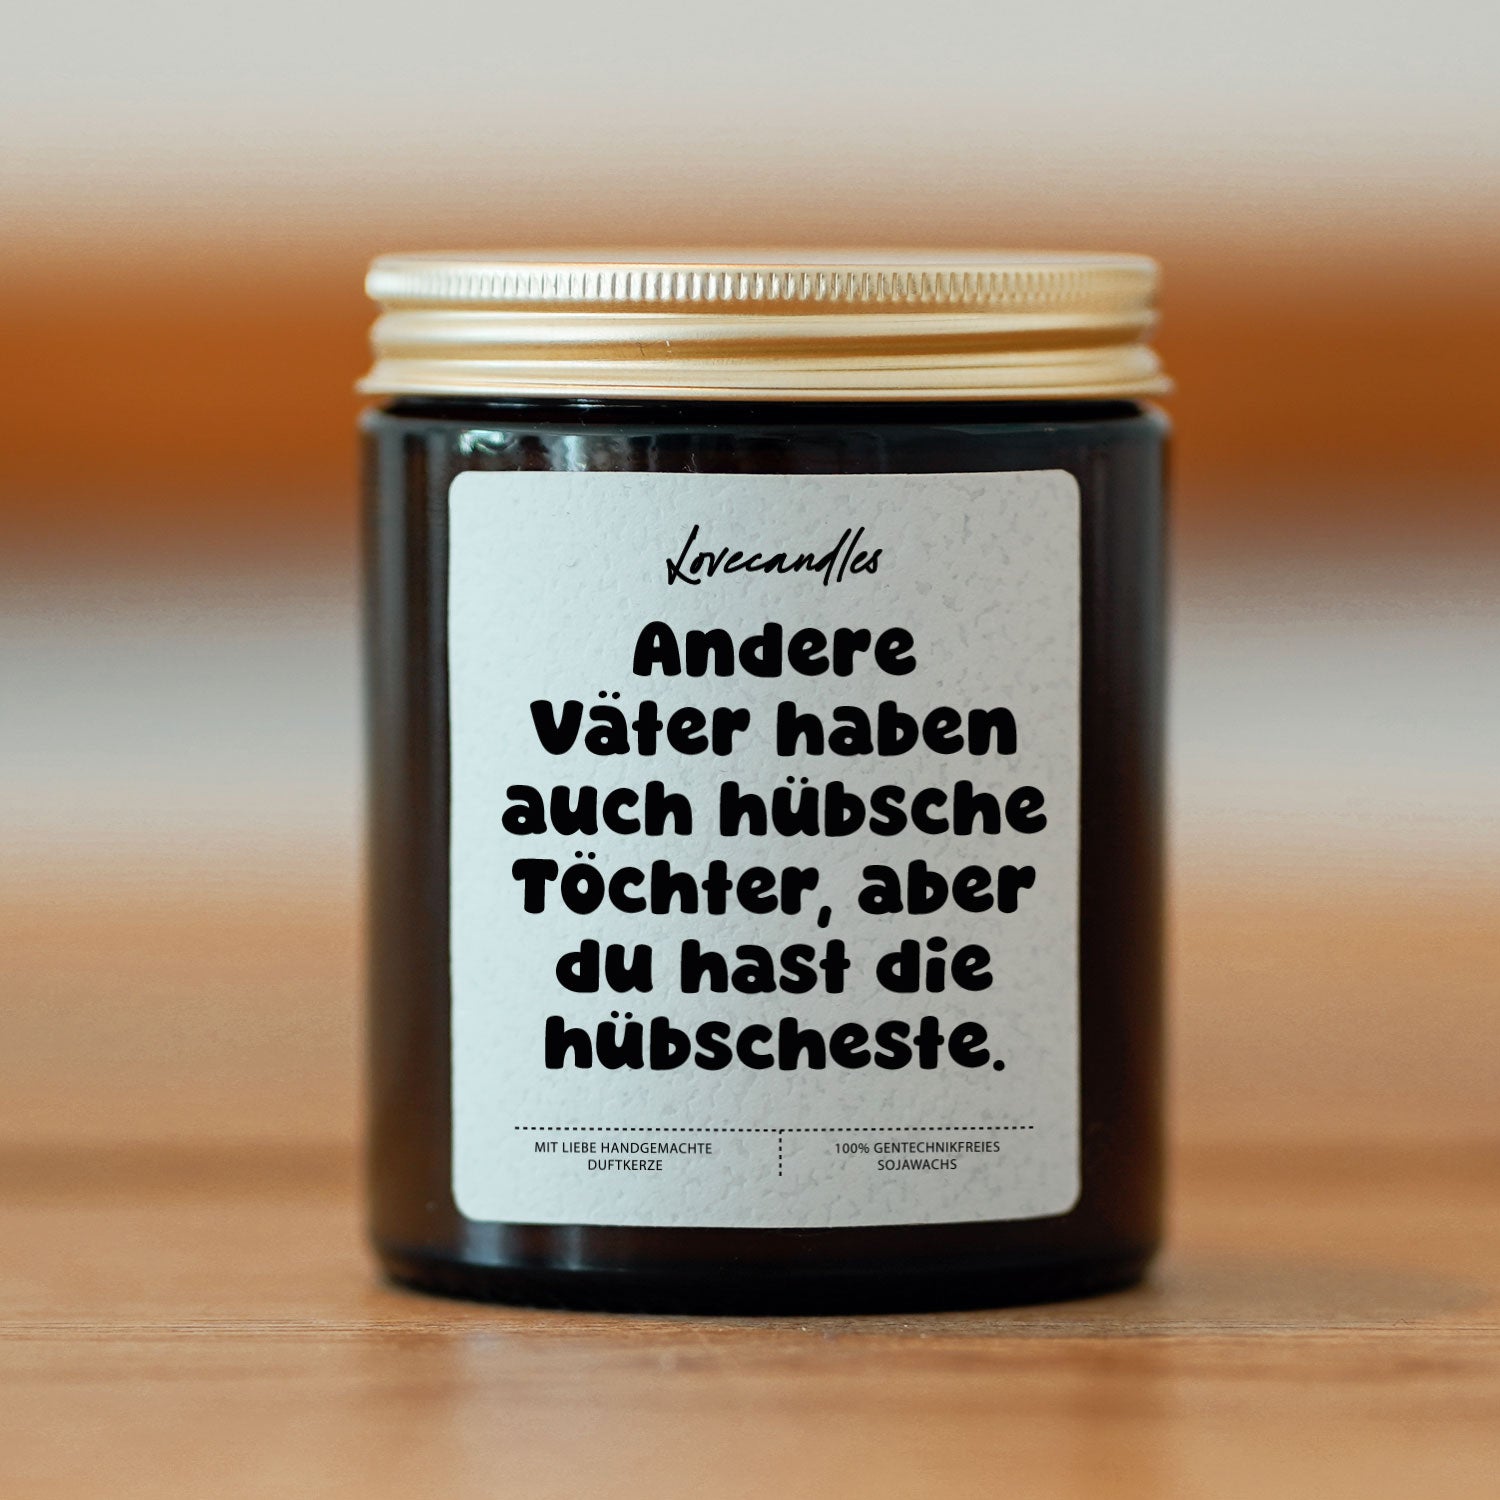 Lovecandles
Andere
Väter haben
auch hübsche
Töchter, aber
du hast die
hübscheste.
MIT LIEBE HANDGEMACHTE
DUFTKERZE
100% GENTECHNIKFREIES
SOJAWACHS